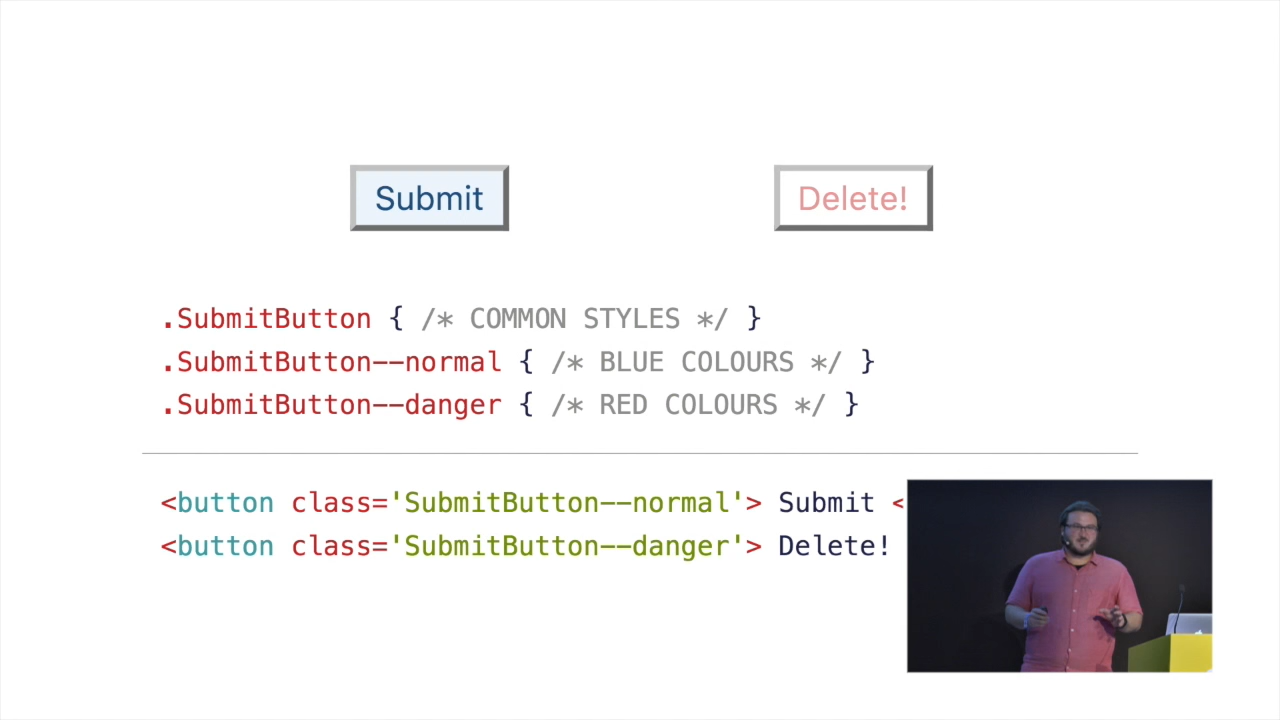 Submit
Delete!
.SubmitButton { /* COMMON STYLES */ }
.SubmitButton--normal { /* BLUE COLOURS */ }
.SubmitButton--danger { /* RED COLOURS */ }
<button class='SubmitButton--normal'> Submit <
<button class='SubmitButton--danger'> Delete!